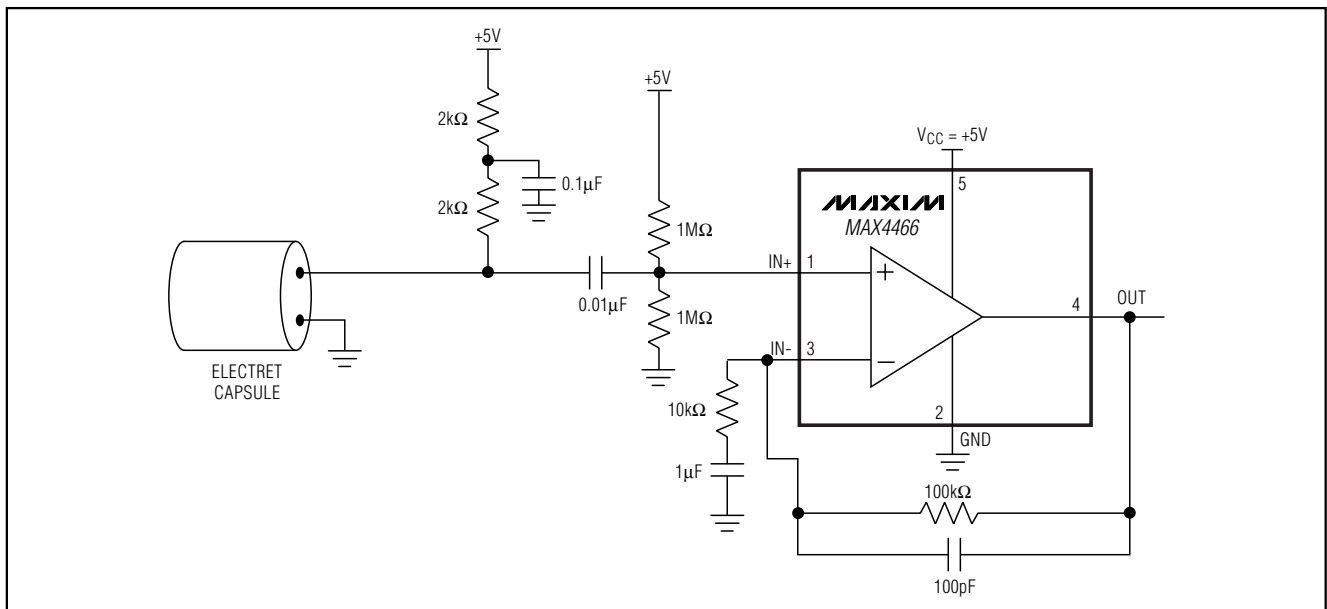 +5V
2kΩ
0.1µF
2kΩ
+5V
1MΩ
0.01µF
1MΩ
ELECTRET
CAPSULE
VCC = +5V
5
MAXIM
MAX4466
IN+ 1
+
4 OUT
IN- 3
−
2
GND
10kΩ
1µF
100kΩ
100pF